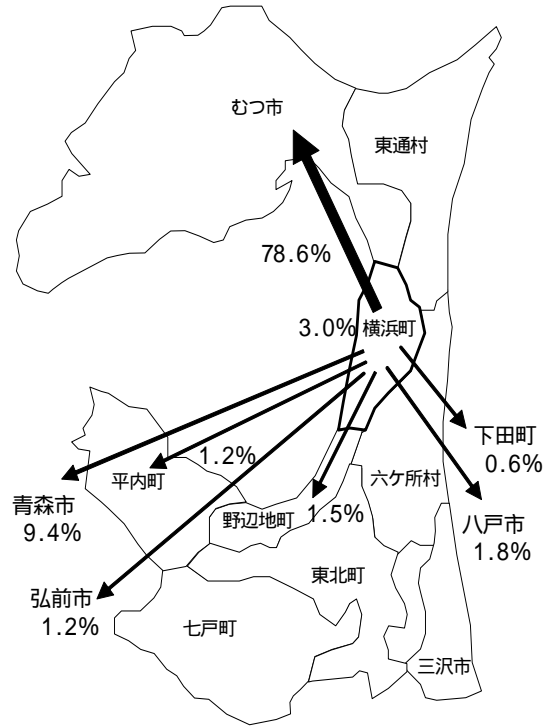 むつ市
東通村
78.6%
3.0%
横浜町
下田町
0.6%
1.2%
平内町
六ケ所村
青森市
9.4%
野辺地町
1.5%
八戸市
1.8%
弘前市
1.2%
東北町
七戸町
三沢市